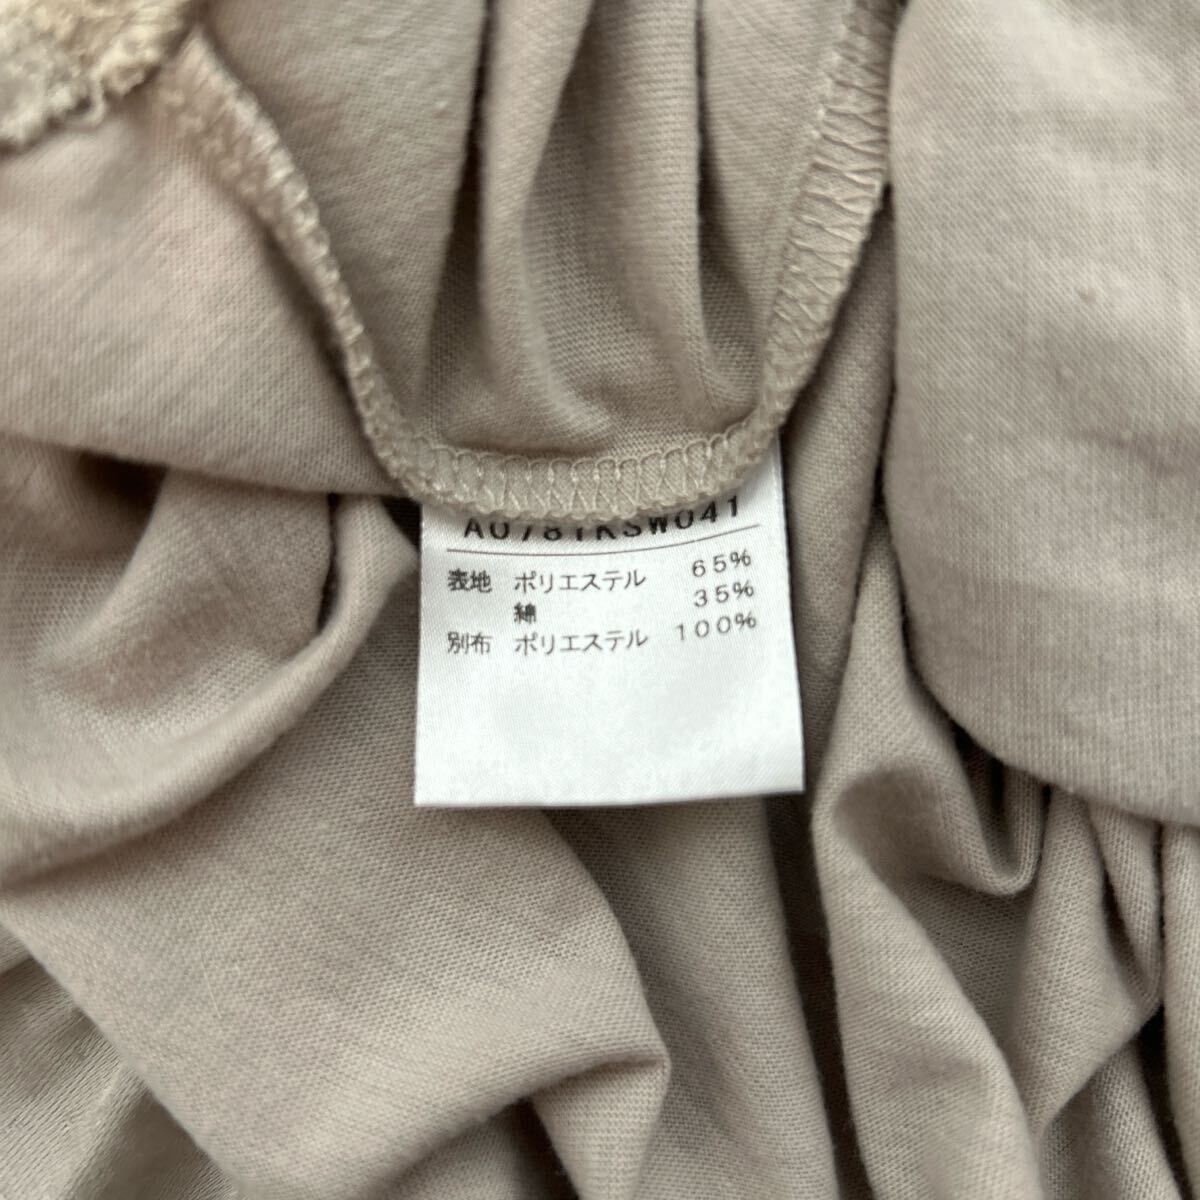 A0781KSW041
表地 ポリエステル 65%
綿 35%
別布 ポリエステル 100%